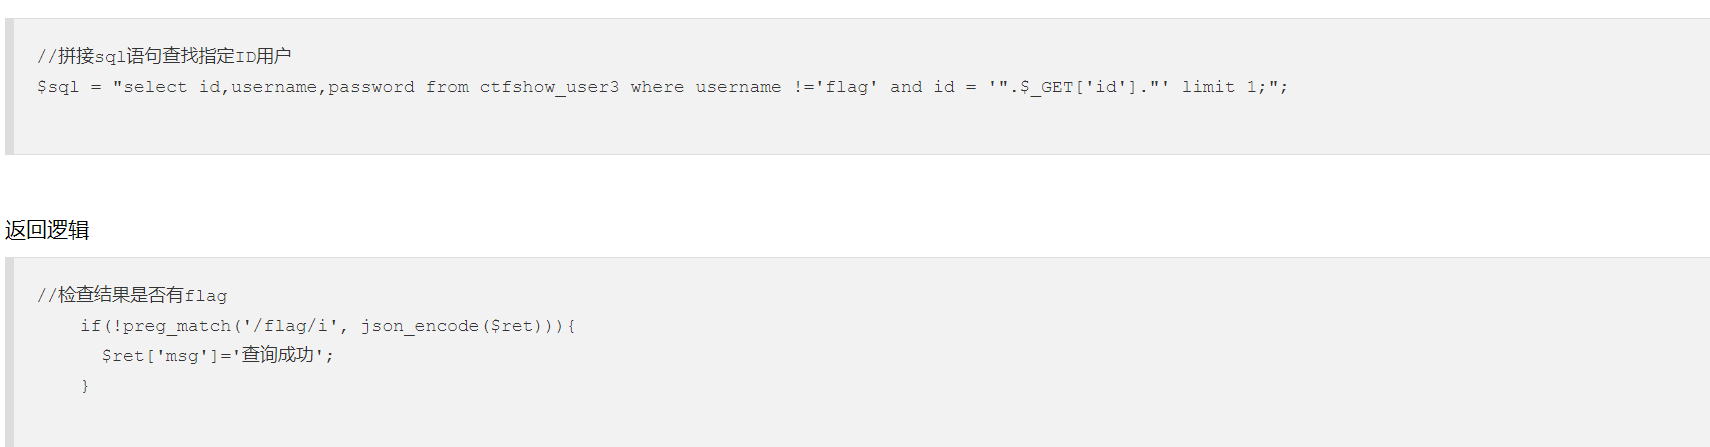 //拼接sql语句查找指定ID用户
$sql = "select id,username,password from ctfshow_user3 where username !='flag' and id = '".$_GET['id']."' limit 1;";
返回逻辑
//检查结果是否有flag
    if(!preg_match('/flag/i', json_encode($ret))){
      $ret['msg']='查询成功';
    }